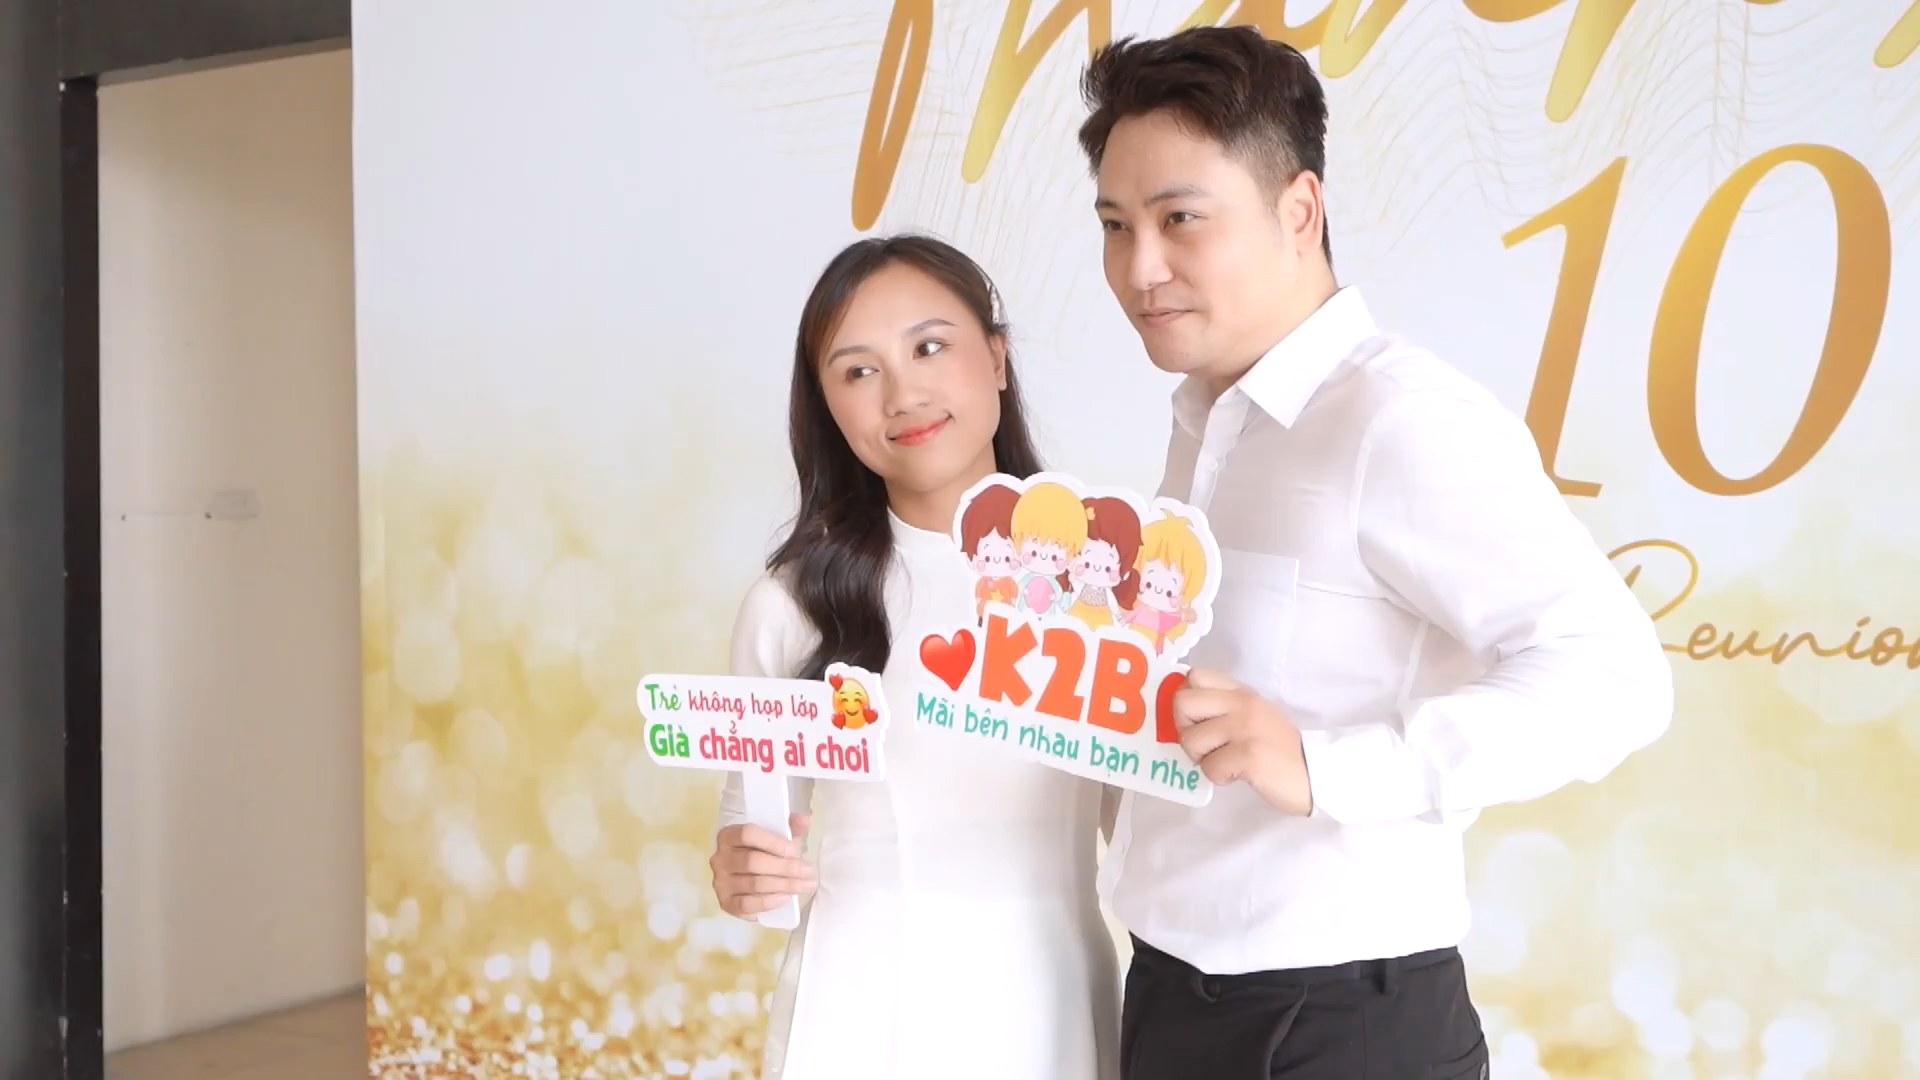 10
Reunion
Trẻ không họp lớp
Già chẳng ai chơi
K2B
Mãi bên nhau bạn nhé